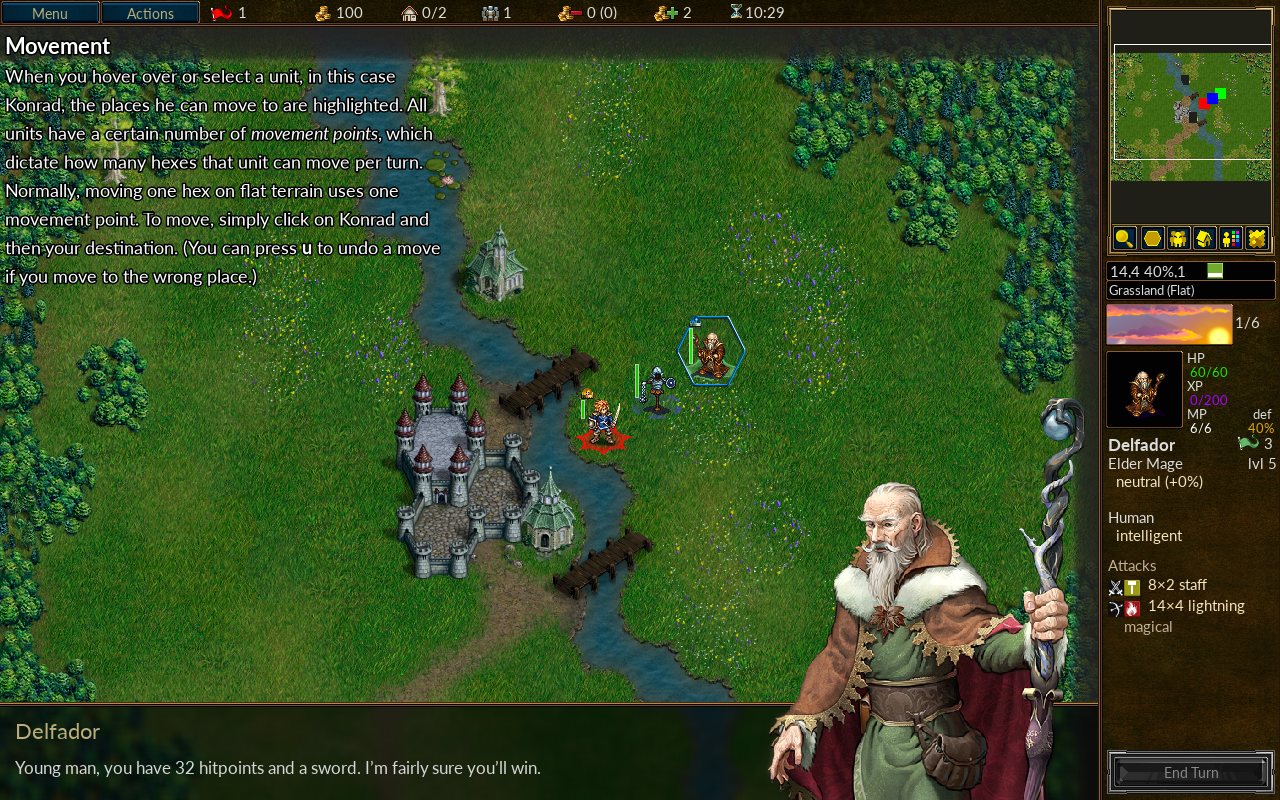 Menu
Actions
1
100
0/2
1
0 (0)
2
10:29
Movement
When you hover over or select a unit, in this case
Konrad, the places he can move to are highlighted. All
units have a certain number of movement points, which
dictate how many hexes that unit can move per turn.
Normally, moving one hex on flat terrain uses one
movement point. To move, simply click on Konrad and
then your destination. (You can press u to undo a move
if you move to the wrong place.)
14,4 40%,1
Grassland (Flat)
1/6
HP
60/60
XP
0/200
MP
6/6
def
40%
Delfador
3
Elder Mage
lvl 5
neutral (+0%)
Human
intelligent
Attacks
8×2 staff
14×4 lightning
magical
Delfador
Young man, you have 32 hitpoints and a sword. I'm fairly sure you'll win.
End Turn